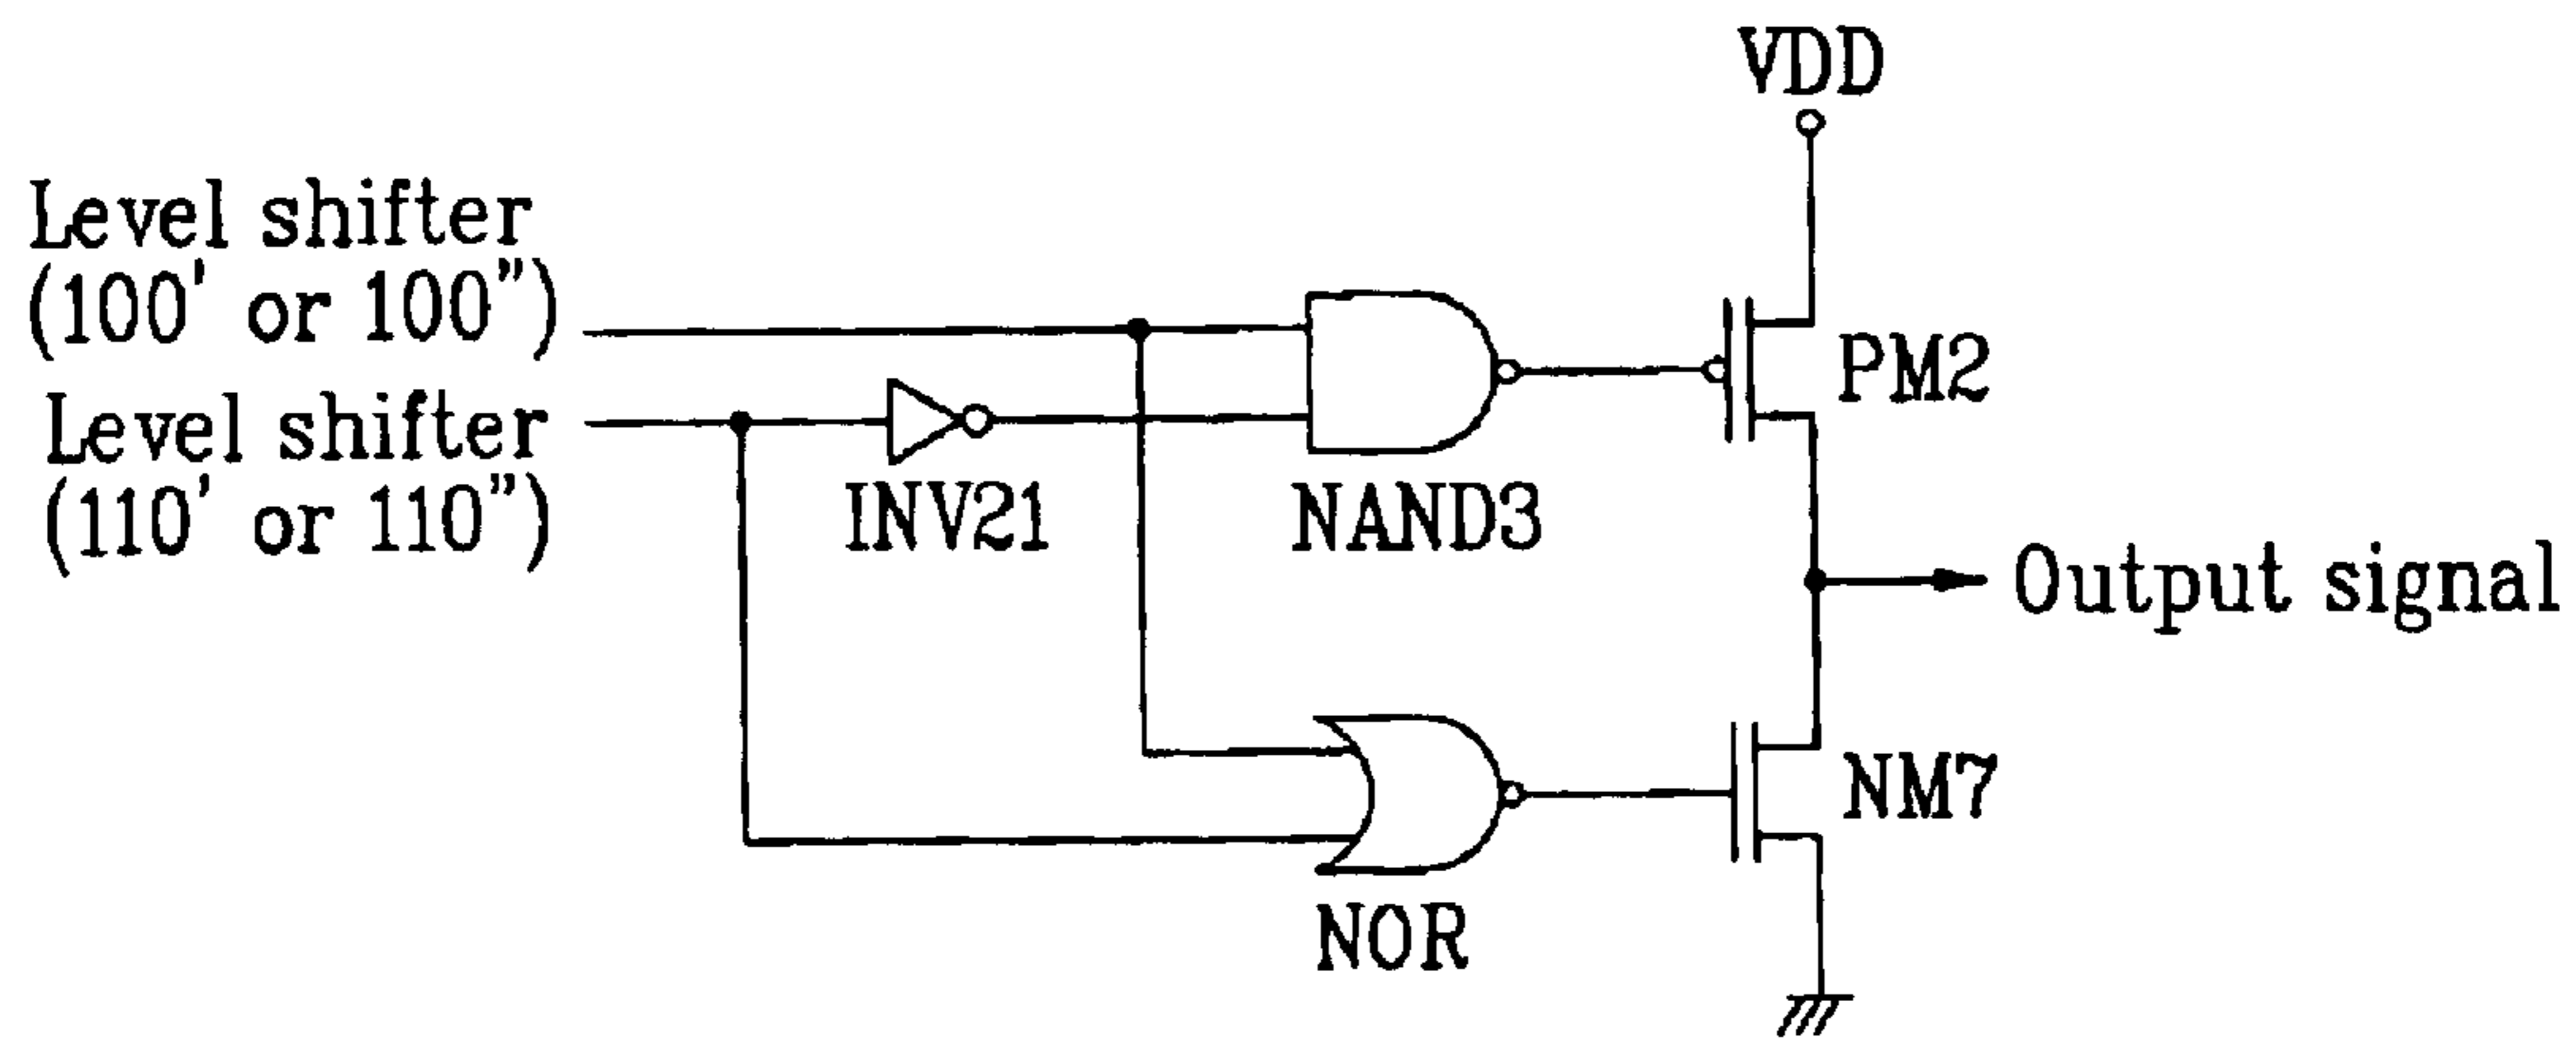 VDD
Level shifter
(100' or 100")
PM2
Level shifter
(110' or 110")
INV21
NAND3
Output signal
NM7
NOR